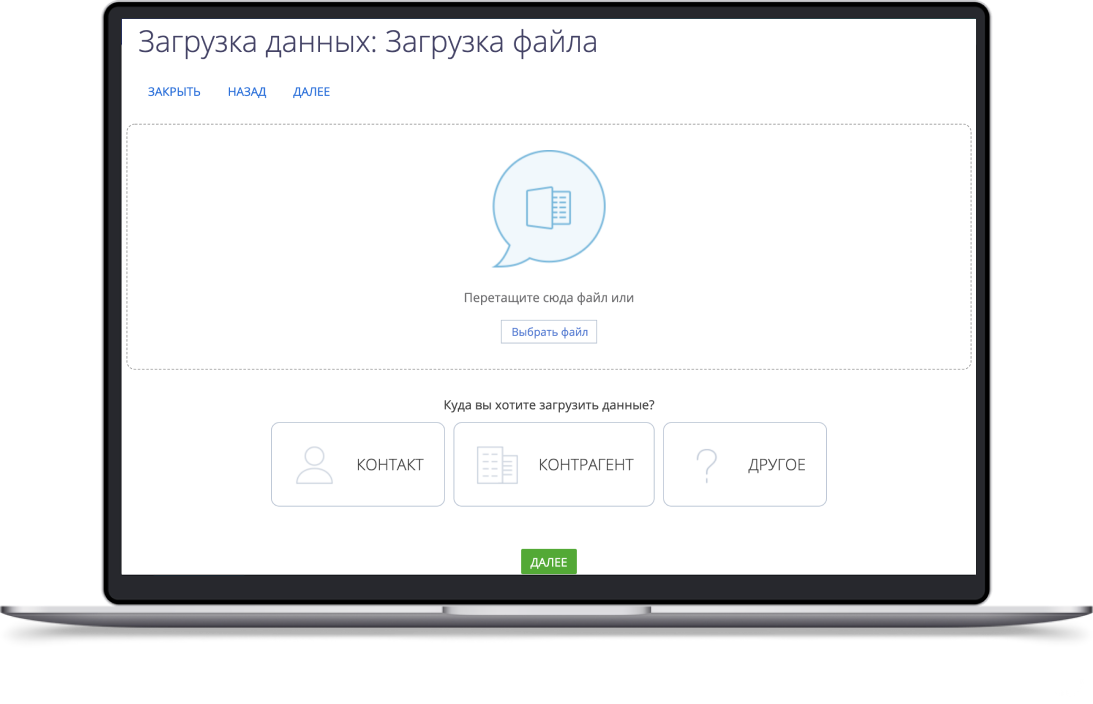 Загрузка данных: Загрузка файла
ЗАКРЫТЬ НАЗАД ДАЛЕЕ
Перетащите сюда файл или
Выбрать файл
Куда вы хотите загрузить данные?
КОНТАКТ КОНТРАГЕНТ ДРУГОЕ
ДАЛЕЕ